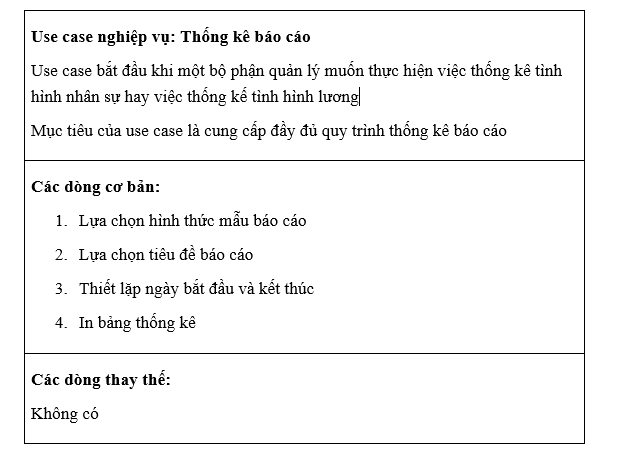 Use case nghiệp vụ: Thống kê báo cáo
Use case bắt đầu khi một bộ phận quản lý muốn thực hiện việc thống kê tình
hình nhân sự hay việc thống kế tình hình lương
Mục tiêu của use case là cung cấp đầy đủ quy trình thống kê báo cáo
Các dòng cơ bản:
1. Lựa chọn hình thức mẫu báo cáo
2. Lựa chọn tiêu đề báo cáo
3. Thiết lặp ngày bắt đầu và kết thúc
4. In bảng thống kê
Các dòng thay thế:
Không có